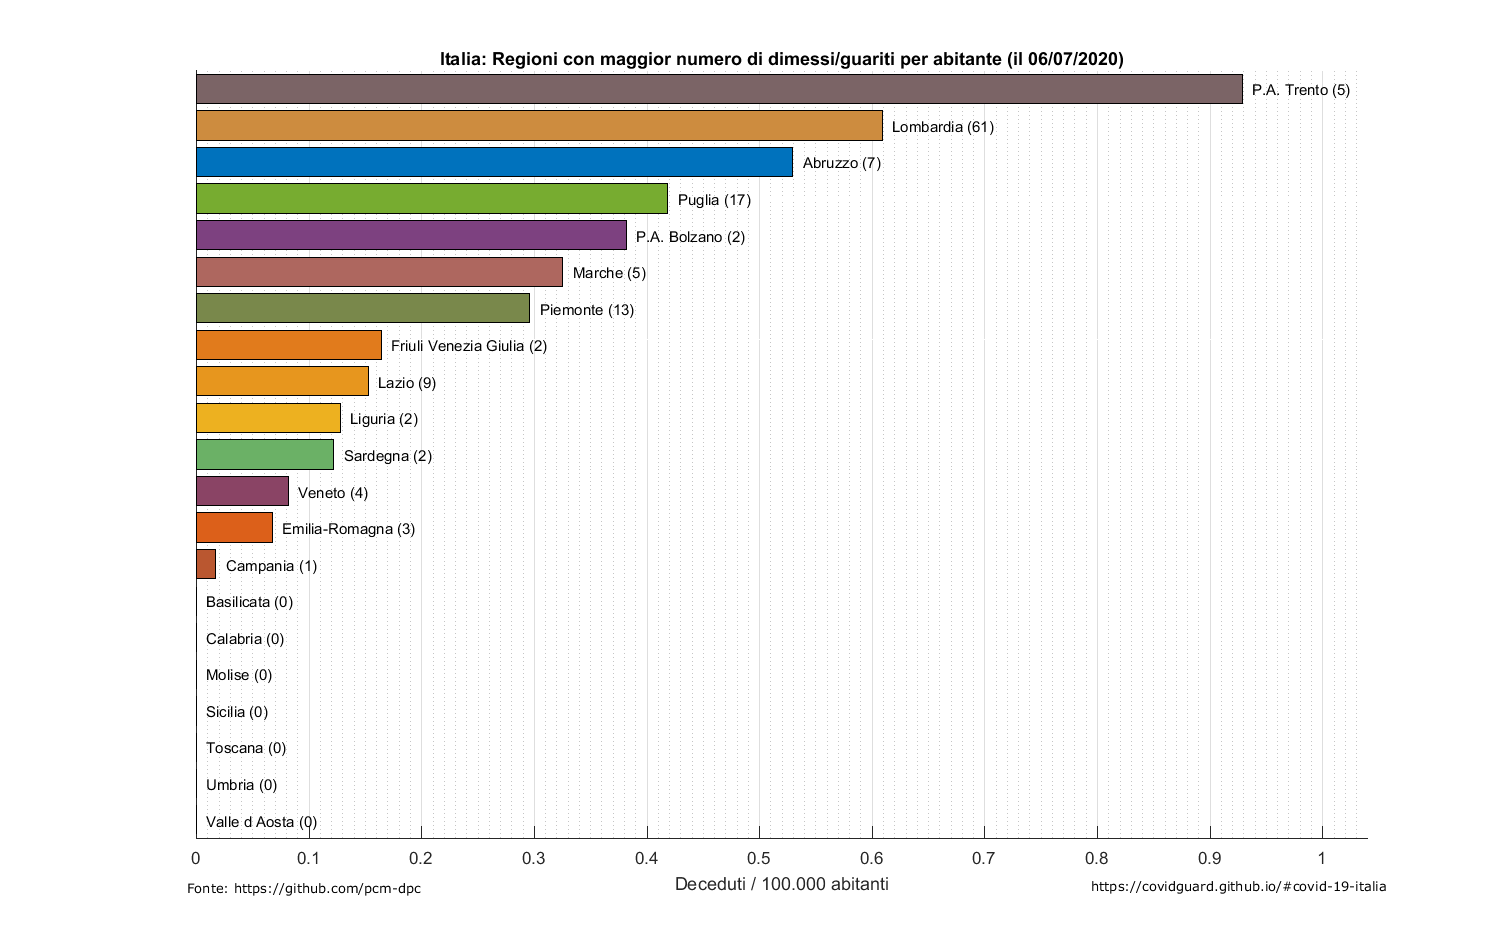 Italia: Regioni con maggior numero di dimessi/guariti per abitante (il 06/07/2020)
P.A. Trento (5)
Lombardia (61)
Abruzzo (7)
Puglia (17)
P.A. Bolzano (2)
Marche (5)
Piemonte (13)
Friuli Venezia Giulia (2)
Lazio (9)
Liguria (2)
Sardegna (2)
Veneto (4)
Emilia-Romagna (3)
Campania (1)
Basilicata (0)
Calabria (0)
Molise (0)
Sicilia (0)
Toscana (0)
Umbria (0)
Valle d Aosta (0)
0 0.1 0.2 0.3 0.4 0.5 0.6 0.7 0.8 0.9 1
Deceduti / 100.000 abitanti
Fonte: https://github.com/pcm-dpc
https://covidguard.github.io/#covid-19-italia